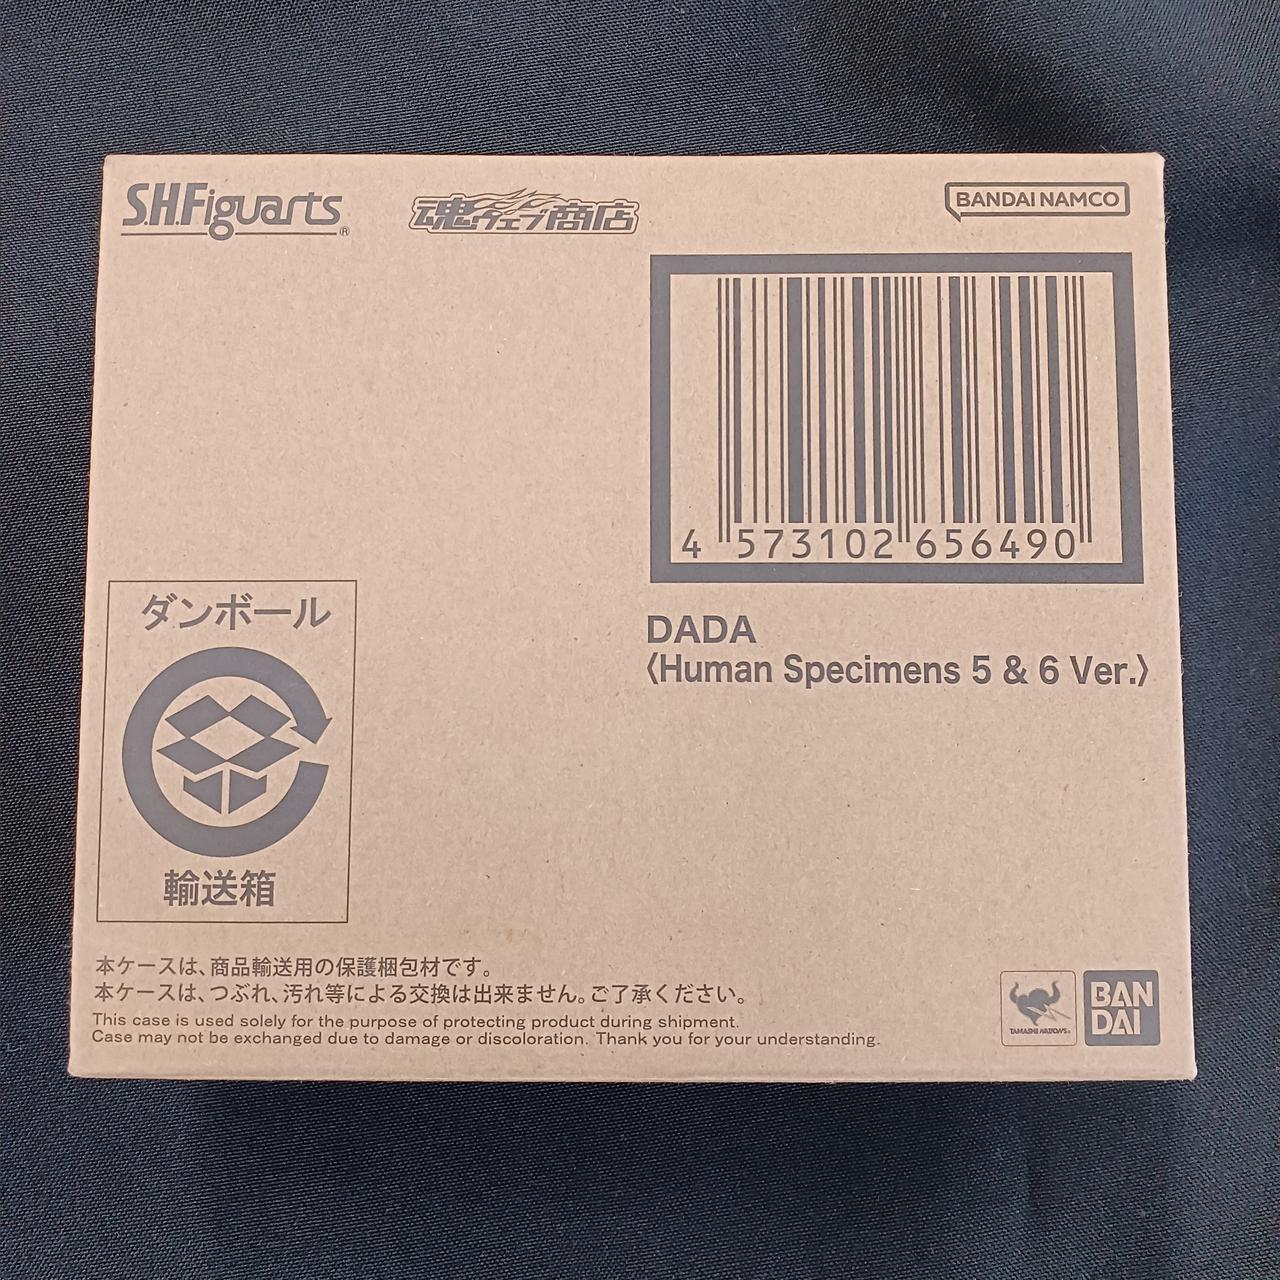 S.H.Figuarts®
魂ウェブ商店
BANDAI NAMCO
4 573102 656490
DADA
〈Human Specimens 5 & 6 Ver.〉
ダンボール
輸送箱
本ケースは、商品輸送用の保護梱包材です。
本ケースは、つぶれ、汚れ等による交換は出来ません。ご了承ください。
This case is used solely for the purpose of protecting product during shipment.
Case may not be exchanged due to damage or discoloration. Thank you for your understanding.
TAMASHII NATIONS®
BAN
DAI